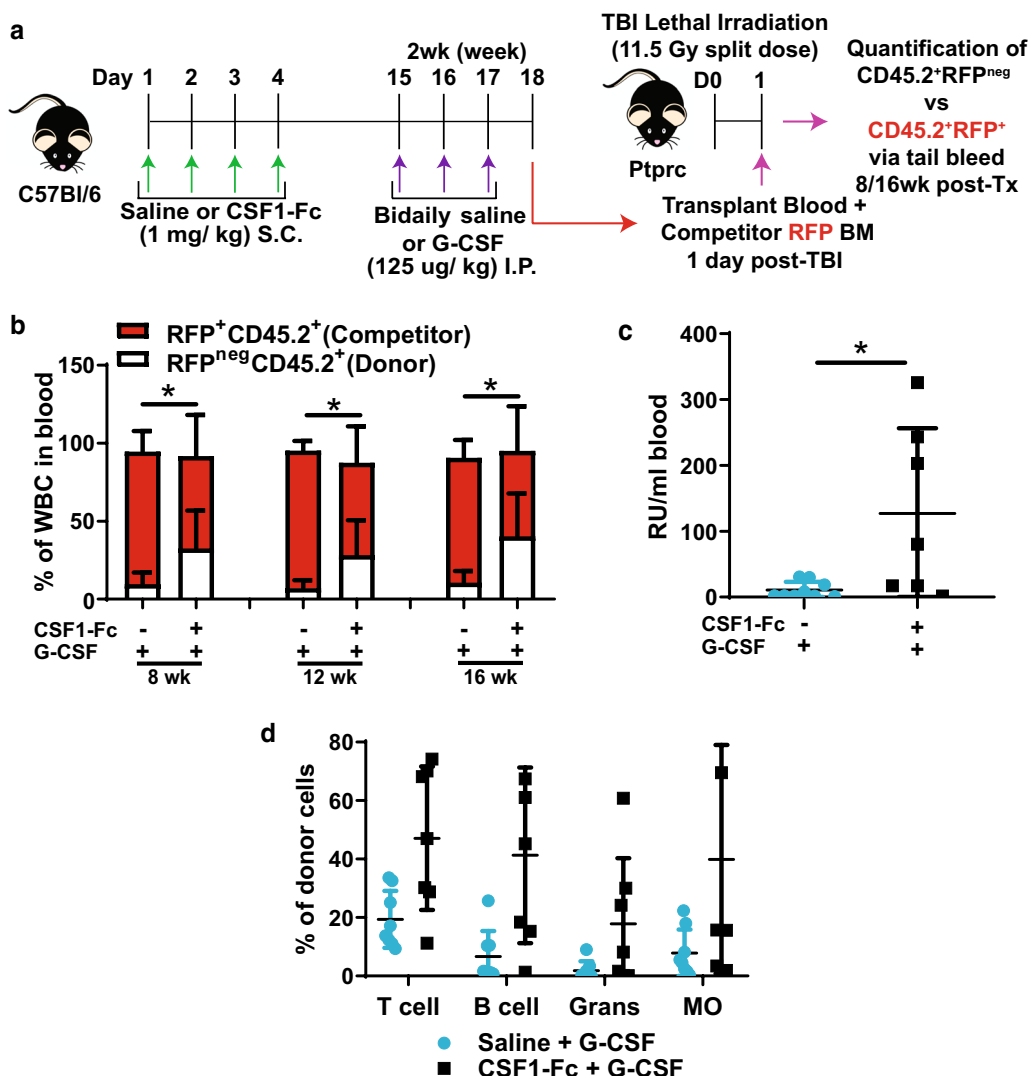 a
Day 1 2 3 4
2wk (week)
15 16 17 18
C57Bl/6
Saline or CSF1-Fc
(1 mg/ kg) S.C.
Bidaily saline
or G-CSF
(125 ug/ kg) I.P.
TBI Lethal Irradiation
(11.5 Gy split dose)
D0 1
Ptprc
Transplant Blood +
Competitor RFP BM
1 day post-TBI
Quantification of
CD45.2⁺RFPⁿᵉᵍ
vs
CD45.2⁺RFP⁺
via tail bleed
8/16wk post-Tx
b
RFP⁺CD45.2⁺(Competitor)
RFPⁿᵉᵍCD45.2⁺(Donor)
% of WBC in blood
150
100
50
0
* * *
CSF1-Fc - + - + - +
G-CSF + + + + + +
8 wk 12 wk 16 wk
c
RU/ml blood
400
300
200
100
0
*
CSF1-Fc - +
G-CSF + +
d
% of donor cells
80
60
40
20
0
T cell B cell Grans MO
Saline + G-CSF
CSF1-Fc + G-CSF